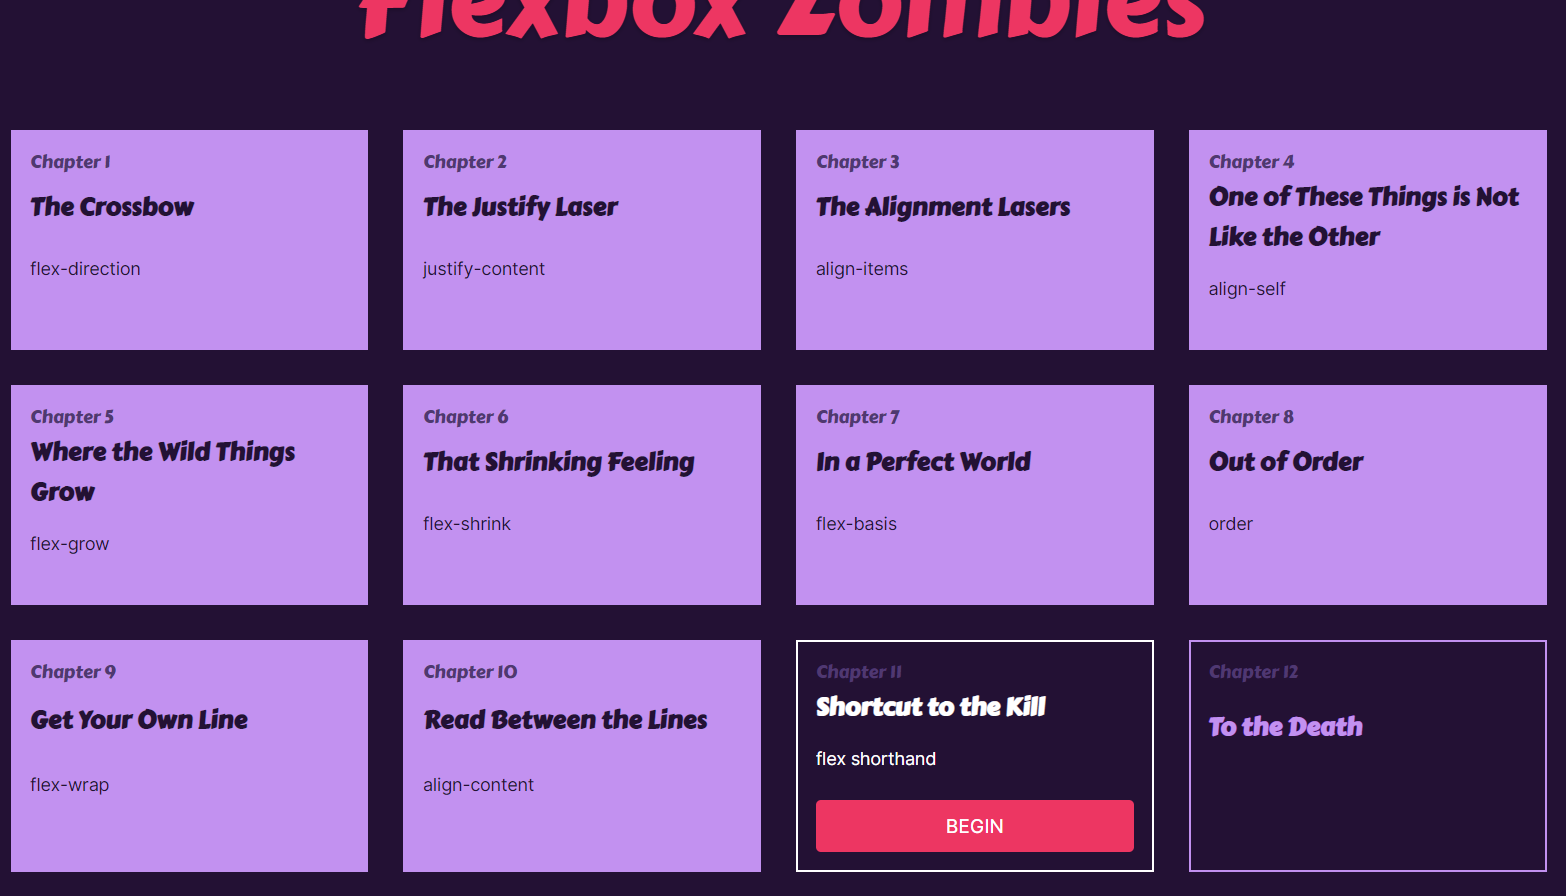 Flexbox Zombies
Chapter 1
The Crossbow
flex-direction
Chapter 2
The Justify Laser
justify-content
Chapter 3
The Alignment Lasers
align-items
Chapter 4
One of These Things is Not
Like the Other
align-self
Chapter 5
Where the Wild Things
Grow
flex-grow
Chapter 6
That Shrinking Feeling
flex-shrink
Chapter 7
In a Perfect World
flex-basis
Chapter 8
Out of Order
order
Chapter 9
Get Your Own Line
flex-wrap
Chapter 10
Read Between the Lines
align-content
Chapter 11
Shortcut to the Kill
flex shorthand
BEGIN
Chapter 12
To the Death